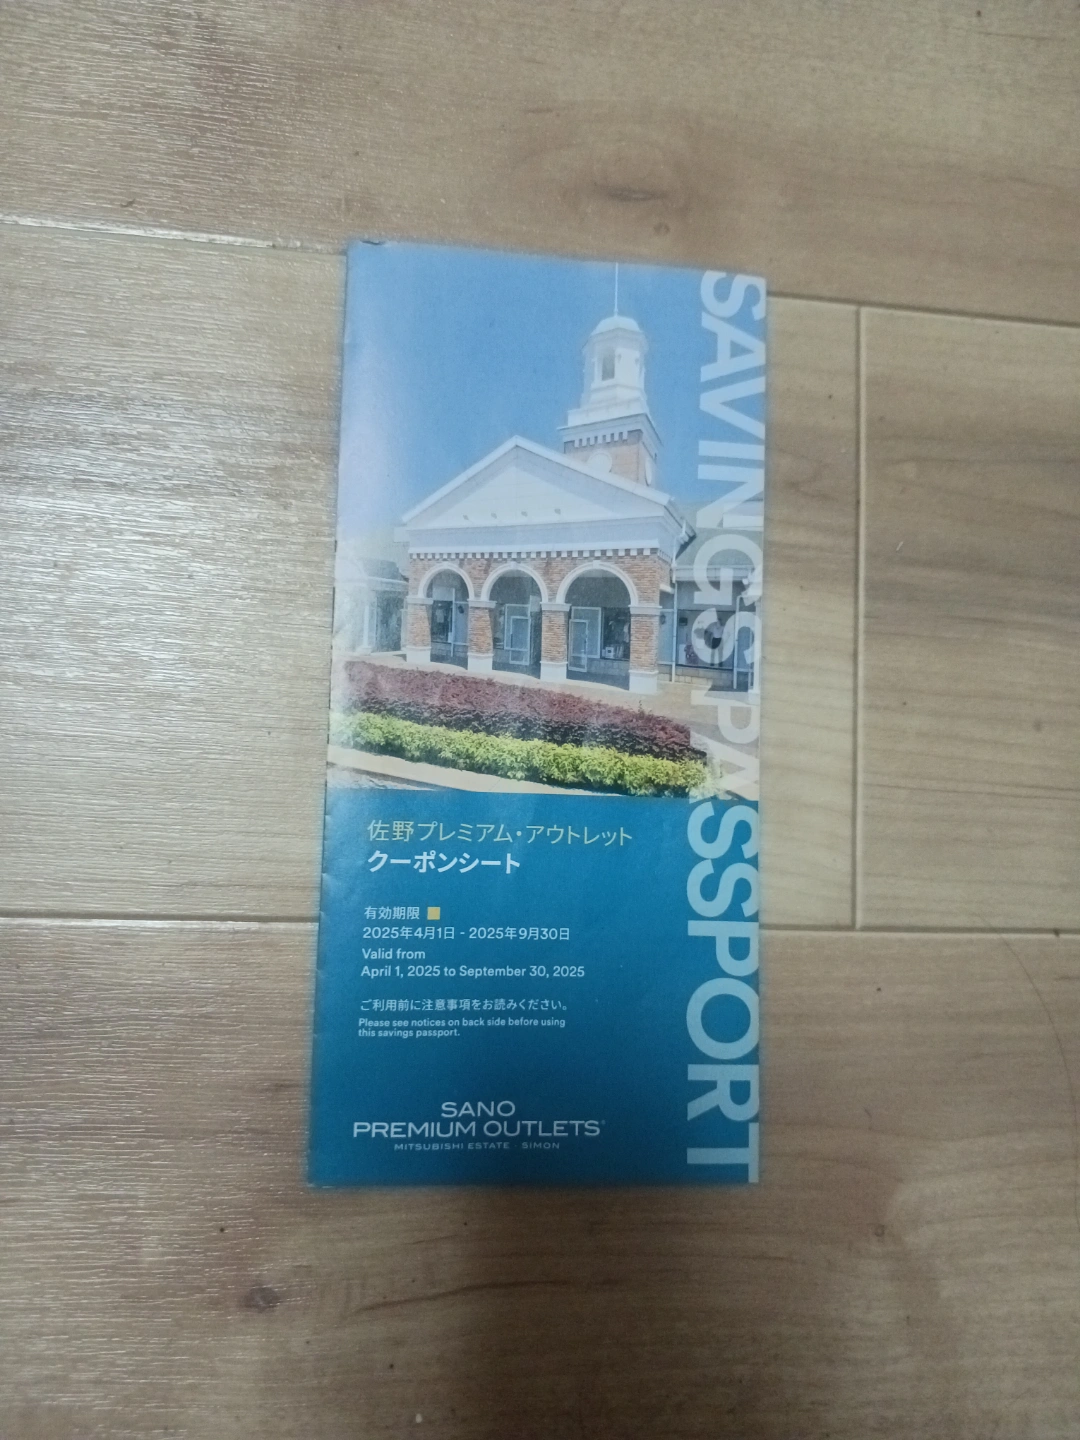 SAVINGS PASSPORT
佐野プレミアム・アウトレット
クーポンシート
有効期限
2025年4月1日 - 2025年9月30日
Valid from
April 1, 2025 to September 30, 2025
ご利用前に注意事項をお読みください。
Please see notices on back side before using
this savings passport.
SANO
PREMIUM OUTLETS®
MITSUBISHI ESTATE · SIMON